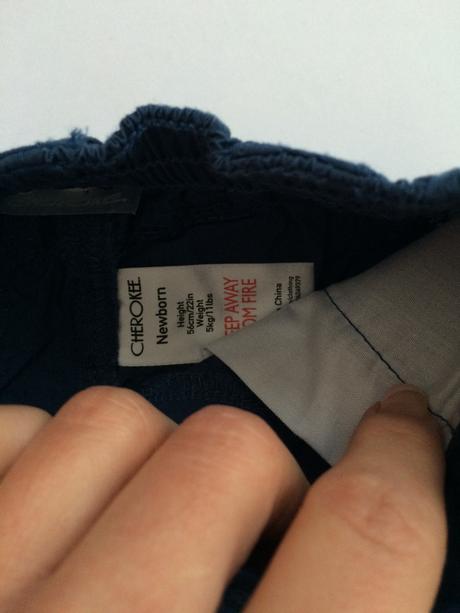 CHEROKEE.
Newborn
Height
56cm/22in
Weight
5kg/11lbs
EEP AWAY
OM FIRE
China